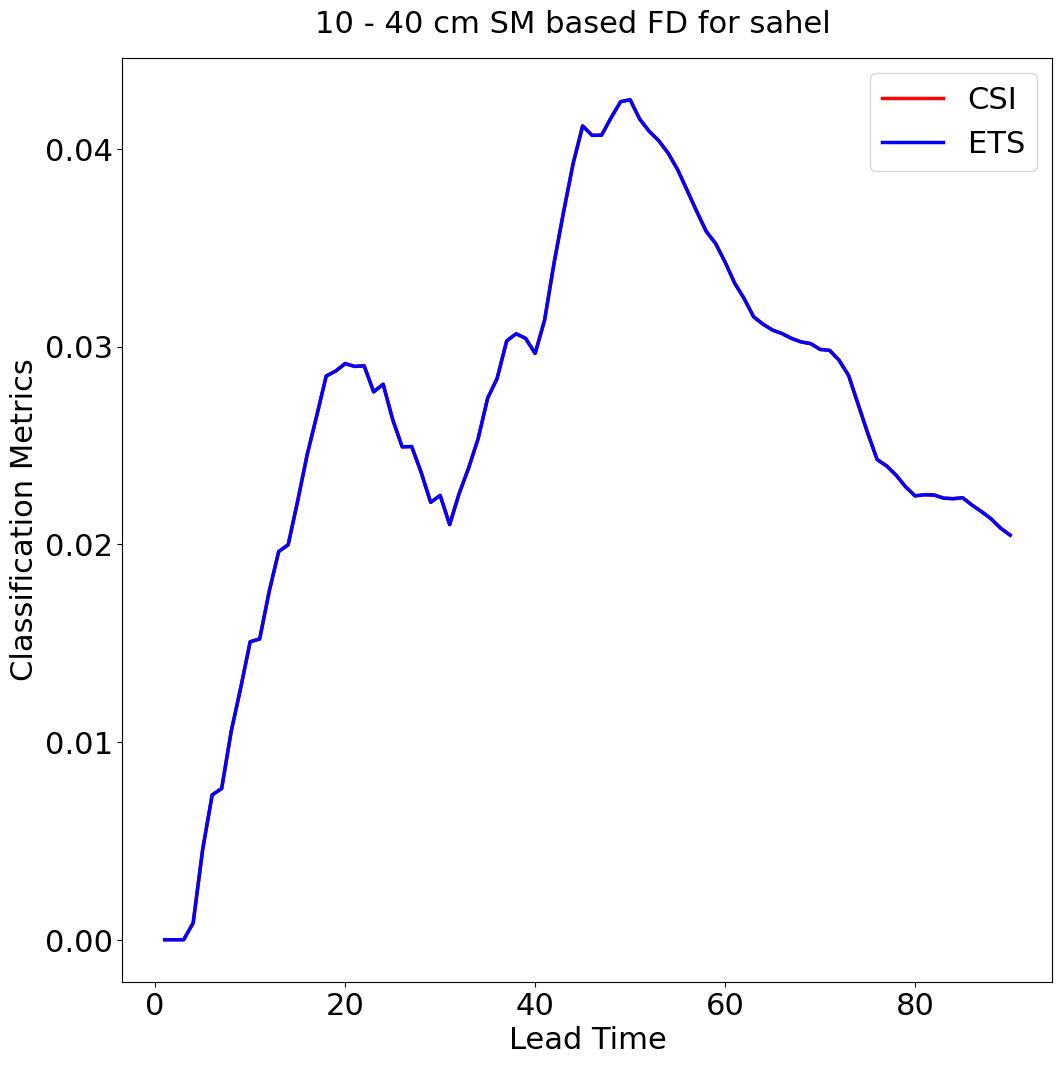 10 - 40 cm SM based FD for sahel
CSI
ETS
Classification Metrics
0.04
0.03
0.02
0.01
0.00
0 20 40 60 80
Lead Time